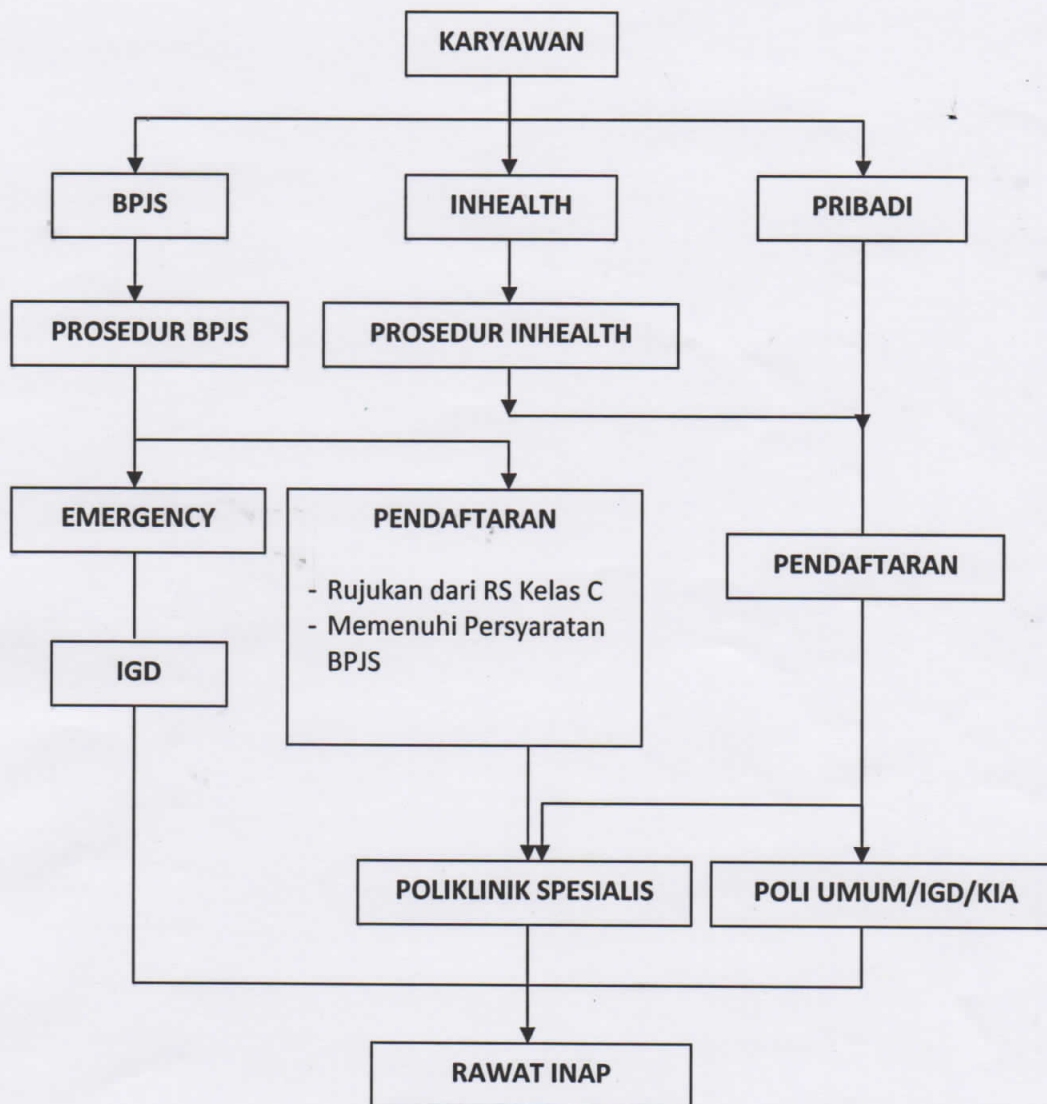 KARYAWAN
BPJS
INHEALTH
PRIBADI
PROSEDUR BPJS
PROSEDUR INHEALTH
EMERGENCY
PENDAFTARAN
- Rujukan dari RS Kelas C
- Memenuhi Persyaratan
BPJS
PENDAFTARAN
IGD
POLIKLINIK SPESIALIS
POLI UMUM/IGD/KIA
RAWAT INAP